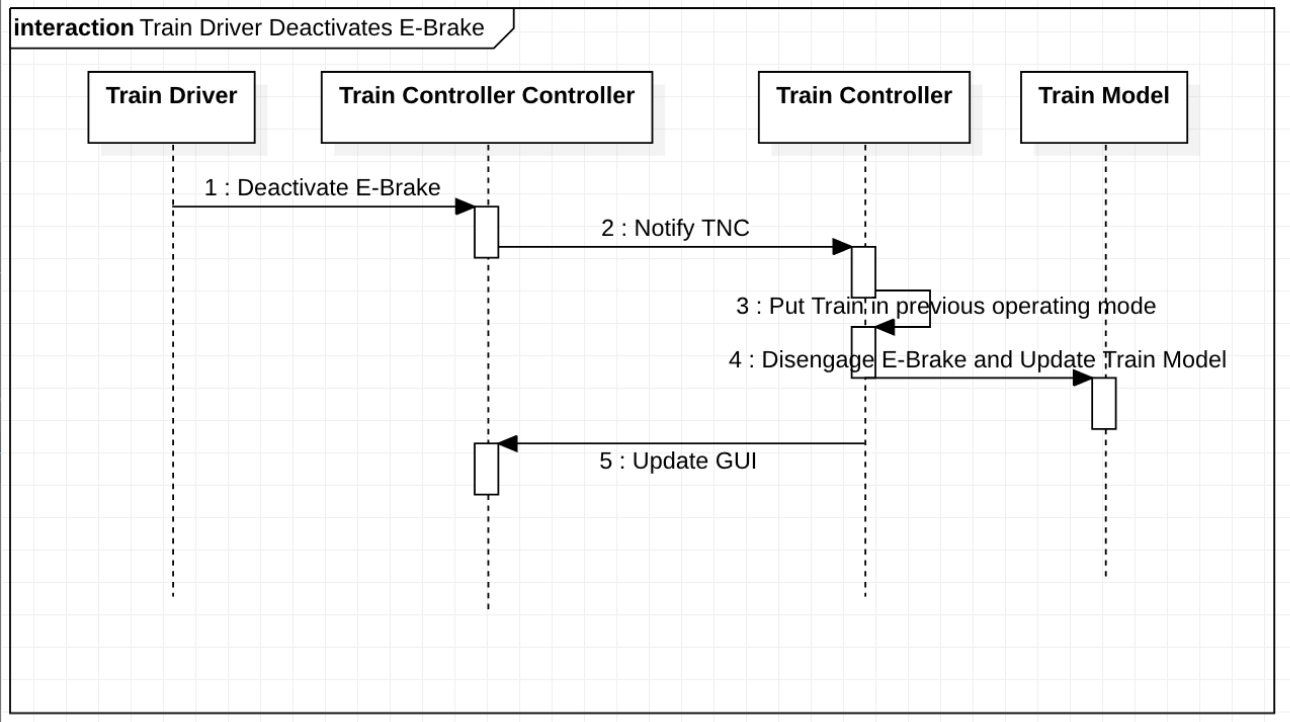 interaction Train Driver Deactivates E-Brake
Train Driver
Train Controller Controller
Train Controller
Train Model
1 : Deactivate E-Brake
2 : Notify TNC
3 : Put Train in previous operating mode
4 : Disengage E-Brake and Update Train Model
5 : Update GUI